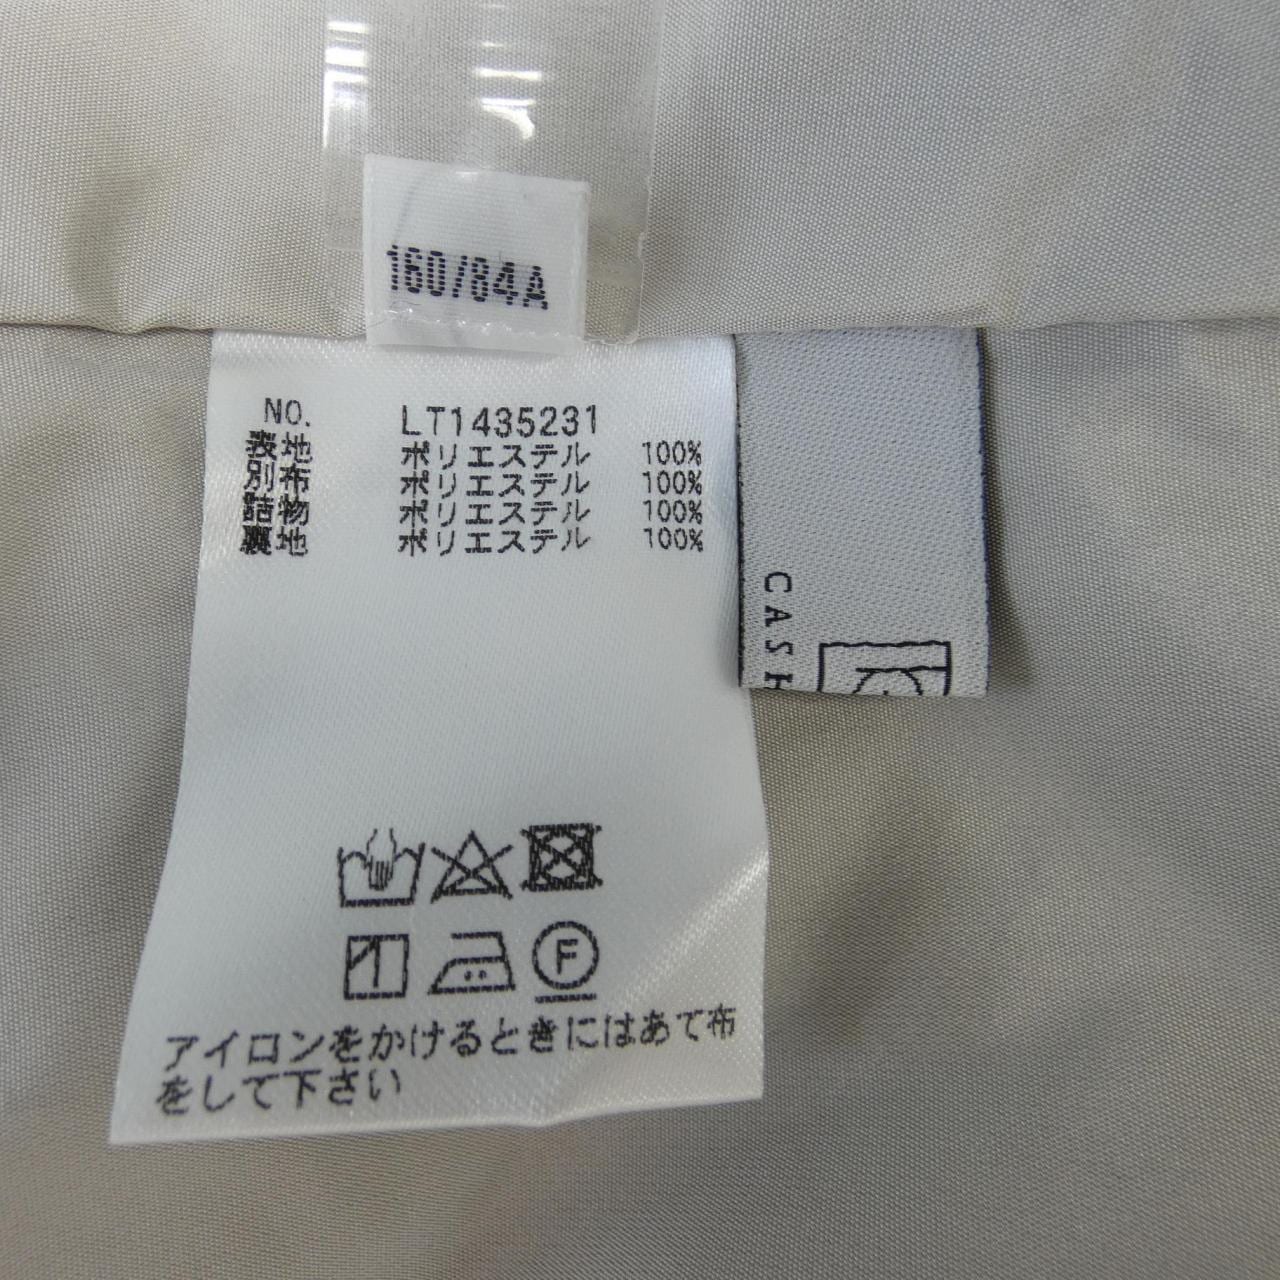 160/84A
NO. LT1435231
表地 ポリエステル 100%
別布 ポリエステル 100%
詰物 ポリエステル 100%
裏地 ポリエステル 100%
CASH
F
アイロンをかけるときにはあて布
をして下さい